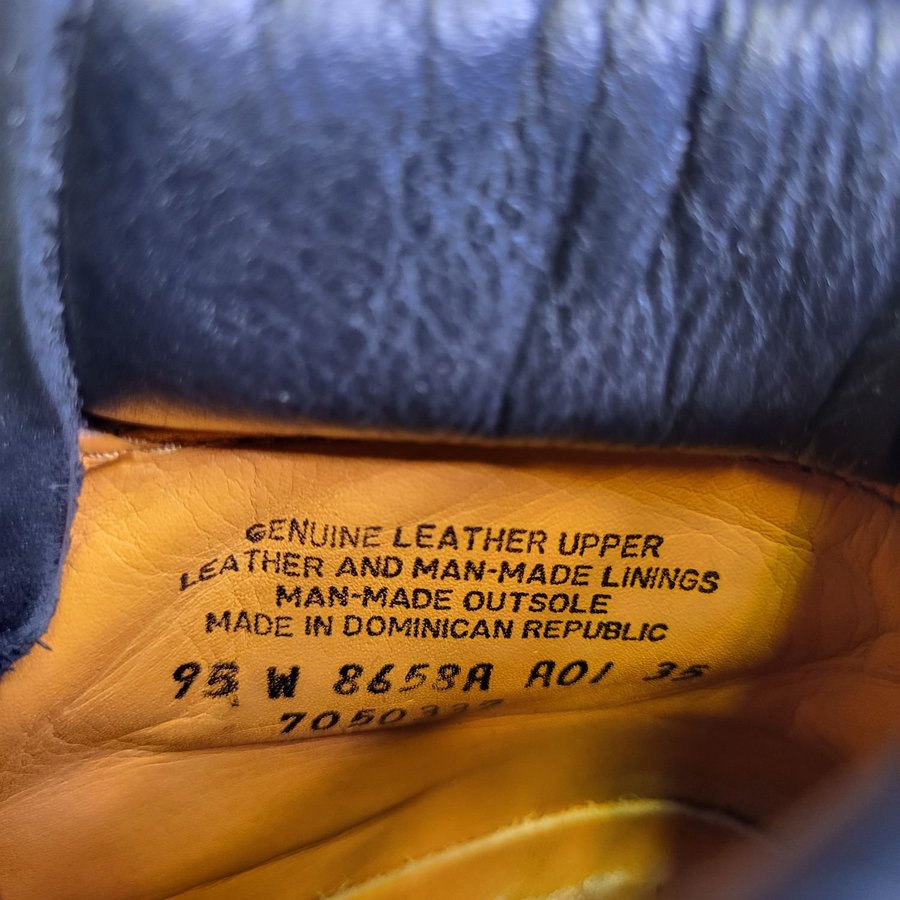 GENUINE LEATHER UPPER
LEATHER AND MAN-MADE LININGS
MAN-MADE OUTSOLE
MADE IN DOMINICAN REPUBLIC
95 W 8658A A01 35